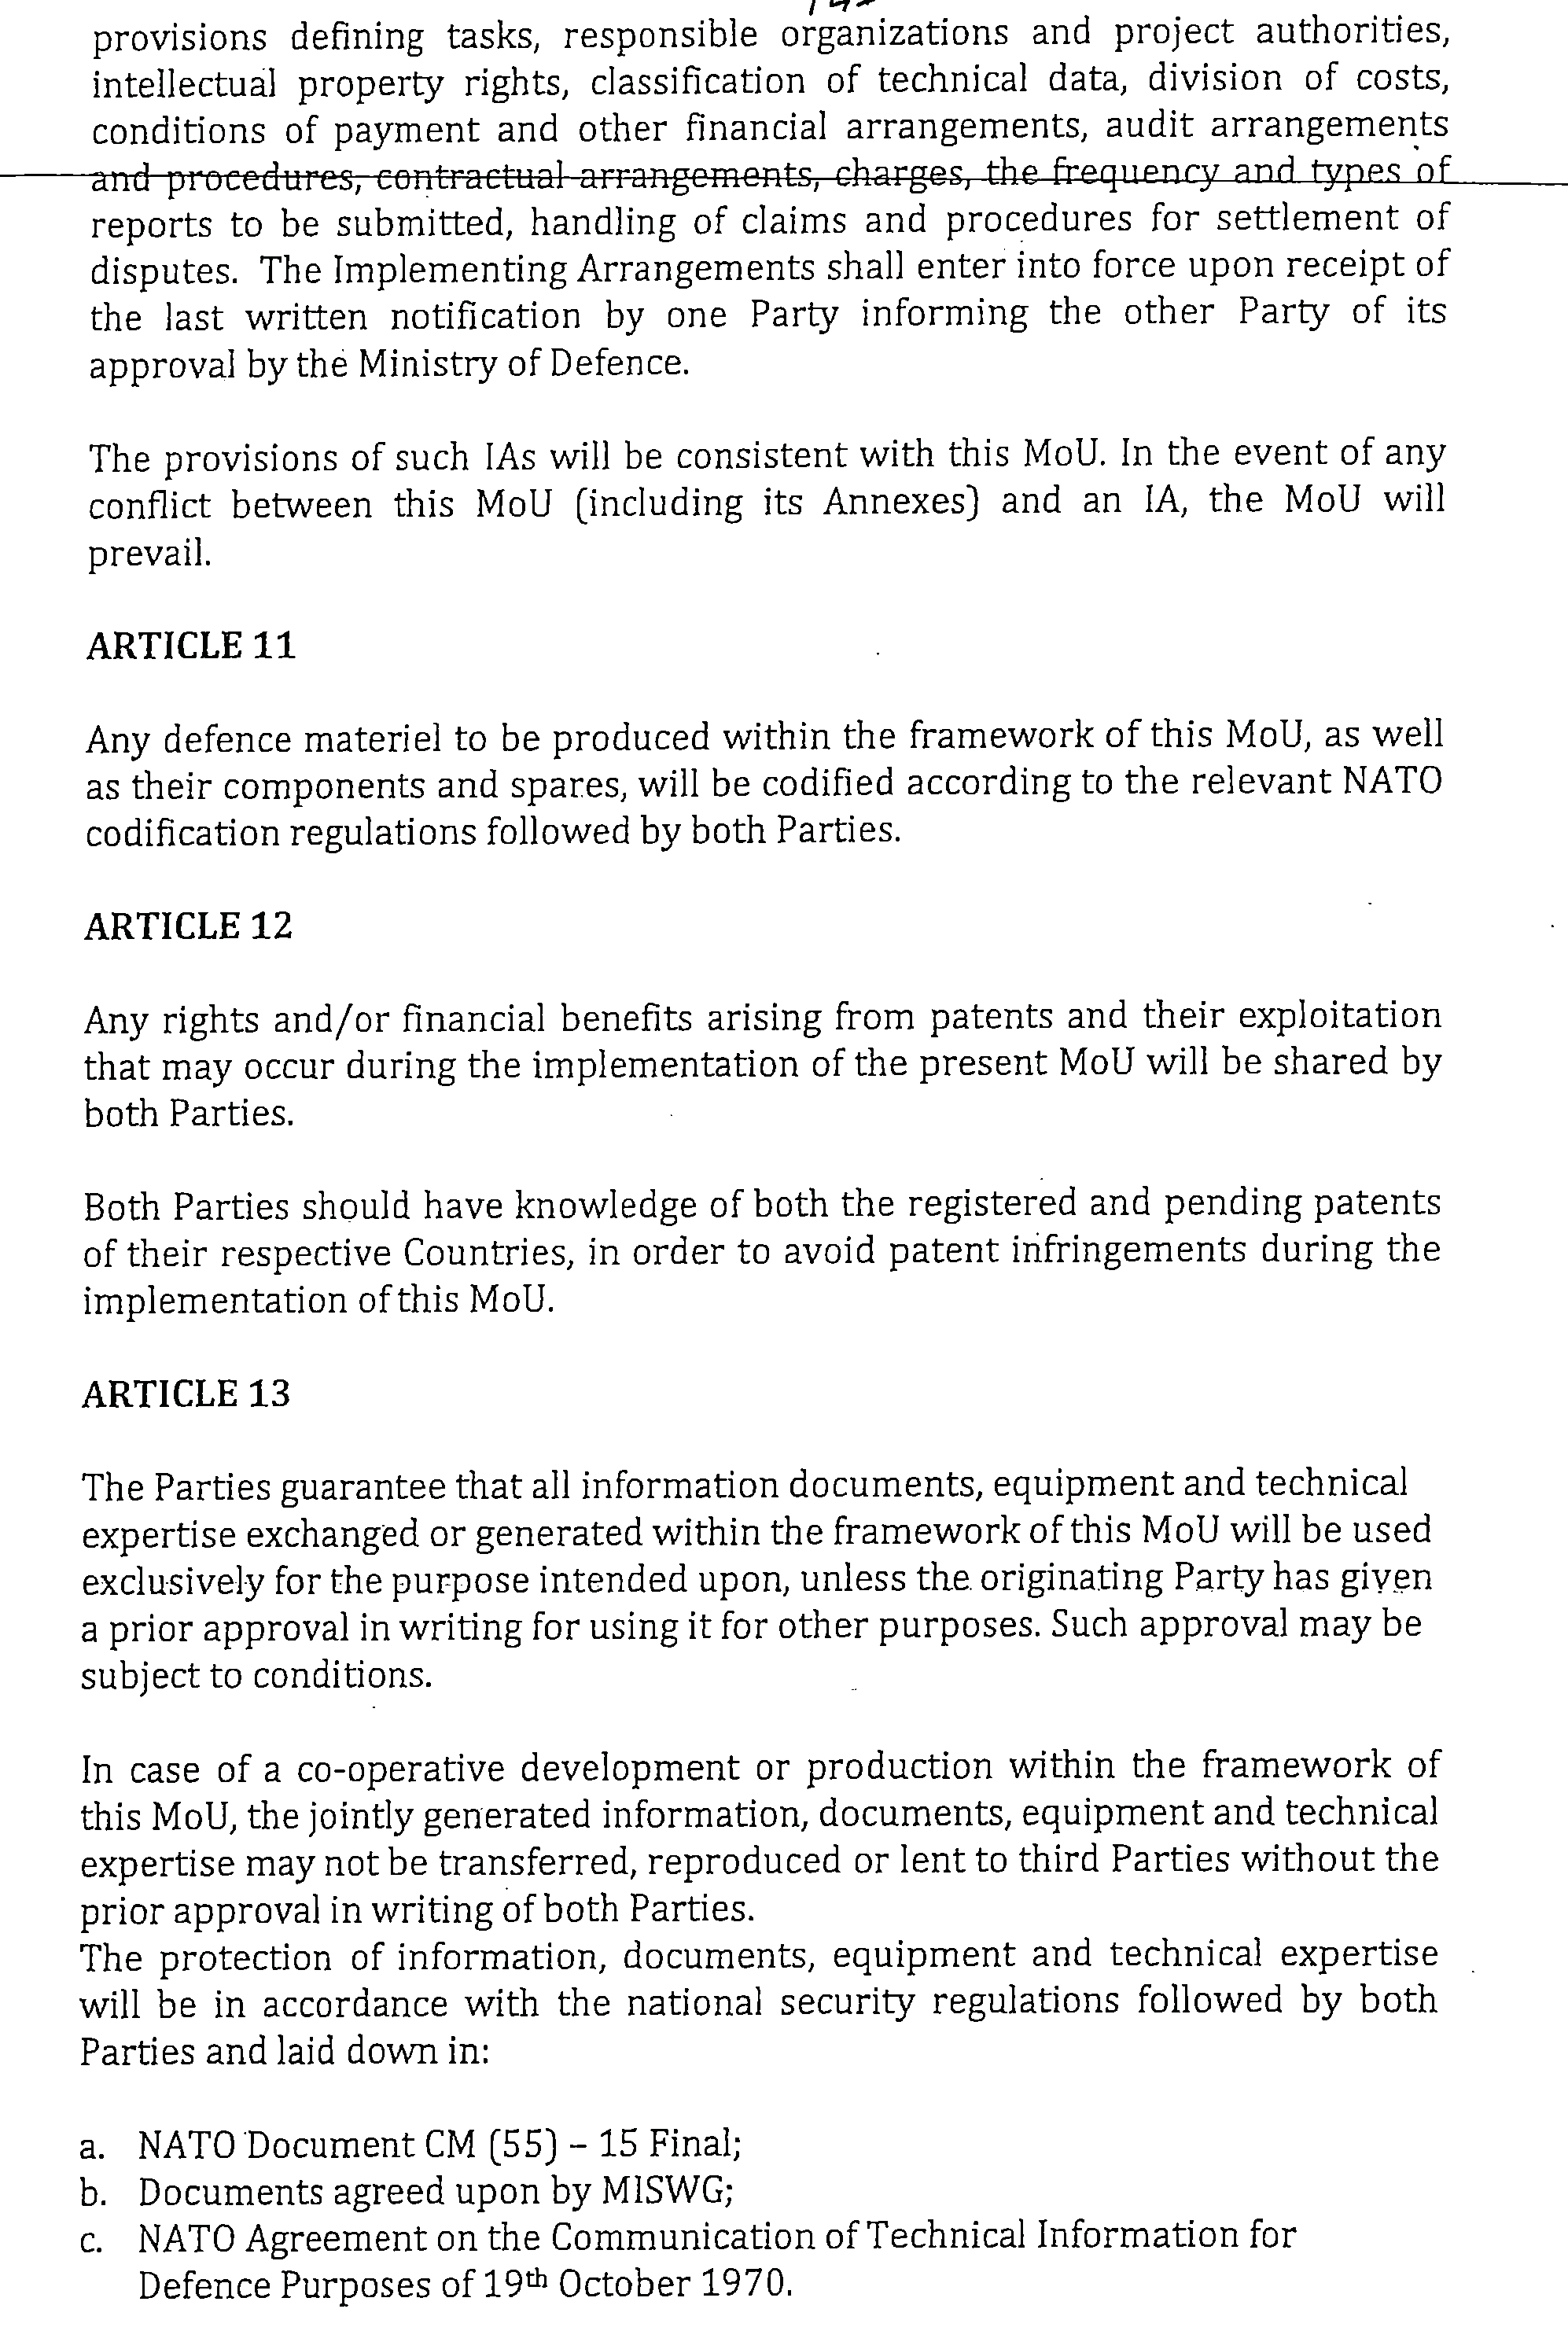 provisions defining tasks, responsible organizations and project authorities,
intellectual property rights, classification of technical data, division of costs,
conditions of payment and other financial arrangements, audit arrangements
and procedures, contractual arrangements, charges, the frequency and types of
reports to be submitted, handling of claims and procedures for settlement of
disputes. The Implementing Arrangements shall enter into force upon receipt of
the last written notification by one Party informing the other Party of its
approval by the Ministry of Defence.
The provisions of such IAs will be consistent with this MoU. In the event of any
conflict between this MoU (including its Annexes) and an IA, the MoU will
prevail.
ARTICLE 11
Any defence materiel to be produced within the framework of this MoU, as well
as their components and spares, will be codified according to the relevant NATO
codification regulations followed by both Parties.
ARTICLE 12
Any rights and/or financial benefits arising from patents and their exploitation
that may occur during the implementation of the present MoU will be shared by
both Parties.
Both Parties should have knowledge of both the registered and pending patents
of their respective Countries, in order to avoid patent infringements during the
implementation of this MoU.
ARTICLE 13
The Parties guarantee that all information documents, equipment and technical
expertise exchanged or generated within the framework of this MoU will be used
exclusively for the purpose intended upon, unless the originating Party has given
a prior approval in writing for using it for other purposes. Such approval may be
subject to conditions.
In case of a co-operative development or production within the framework of
this MoU, the jointly generated information, documents, equipment and technical
expertise may not be transferred, reproduced or lent to third Parties without the
prior approval in writing of both Parties.
The protection of information, documents, equipment and technical expertise
will be in accordance with the national security regulations followed by both
Parties and laid down in:
a. NATO Document CM (55) – 15 Final;
b. Documents agreed upon by MISWG;
c. NATO Agreement on the Communication of Technical Information for
Defence Purposes of 19th October 1970.